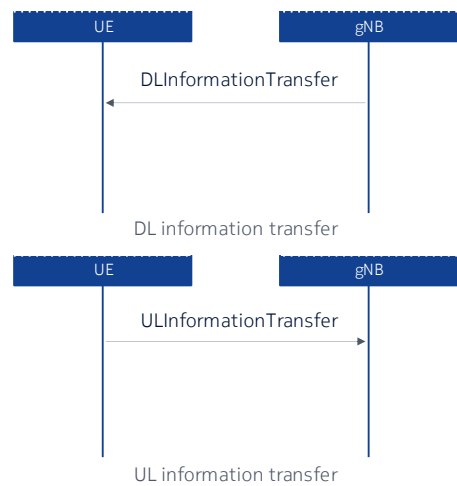 UE gNB
DLInformationTransfer
DL information transfer
UE gNB
ULInformationTransfer
UL information transfer